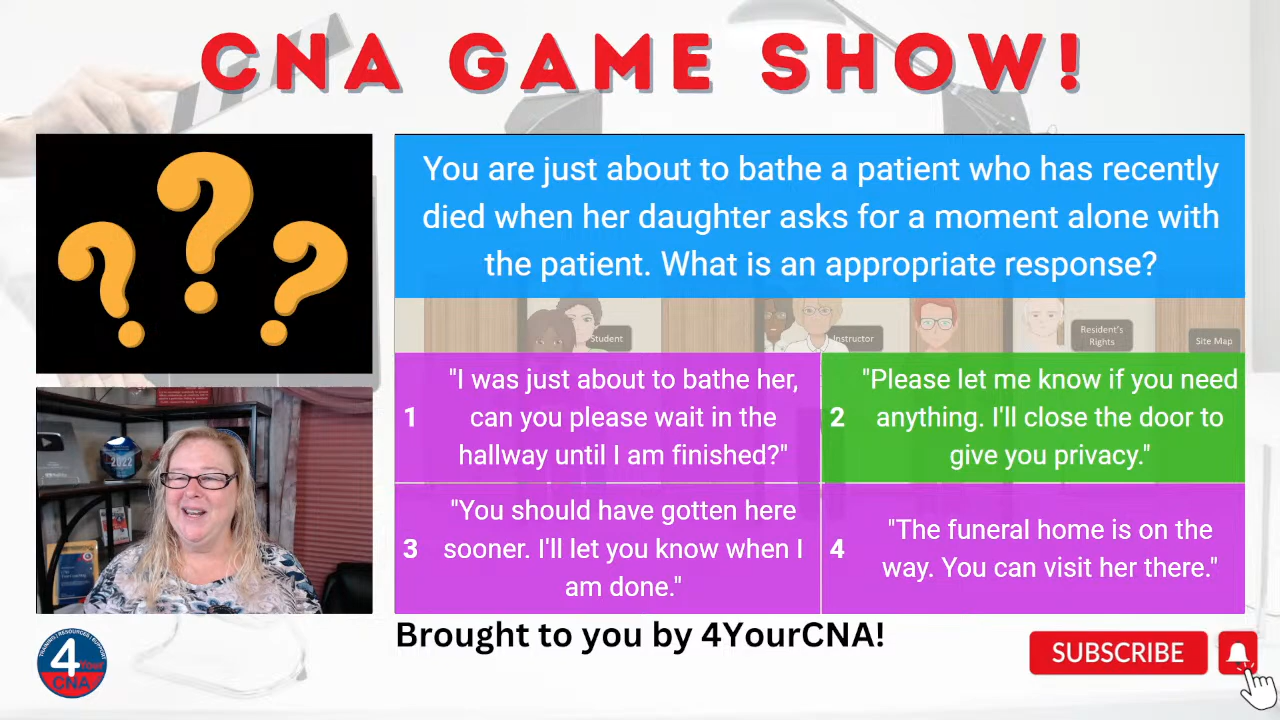 CNA GAME SHOW!
You are just about to bathe a patient who has recently
died when her daughter asks for a moment alone with
the patient. What is an appropriate response?
Student
Instructor
Resident's
Rights
Site Map
1
"I was just about to bathe her,
can you please wait in the
hallway until I am finished?"
2
"Please let me know if you need
anything. I'll close the door to
give you privacy."
3
"You should have gotten here
sooner. I'll let you know when I
am done."
4
"The funeral home is on the
way. You can visit her there."
2022
Brought to you by 4YourCNA!
TRAINING | RESOURCES | SUPPORT
4Your
CNA
SUBSCRIBE